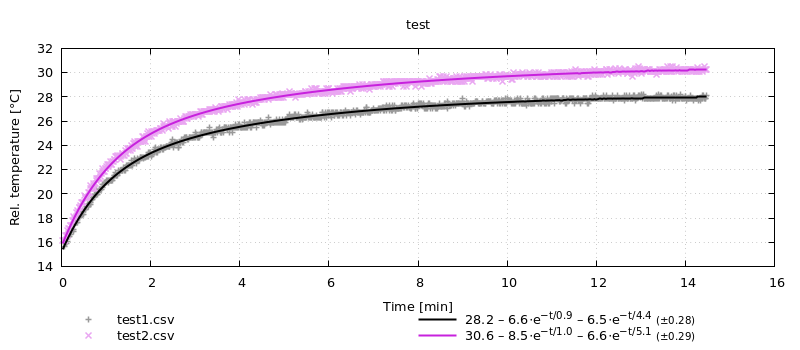 test
Rel. temperature [°C]
32
30
28
26
24
22
20
18
16
14
0 2 4 6 8 10 12 14 16
Time [min]
test1.csv 28.2 – 6.6·e^−t/0.9 – 6.5·e^−t/4.4 (±0.28)
test2.csv 30.6 – 8.5·e^−t/1.0 – 6.6·e^−t/5.1 (±0.29)